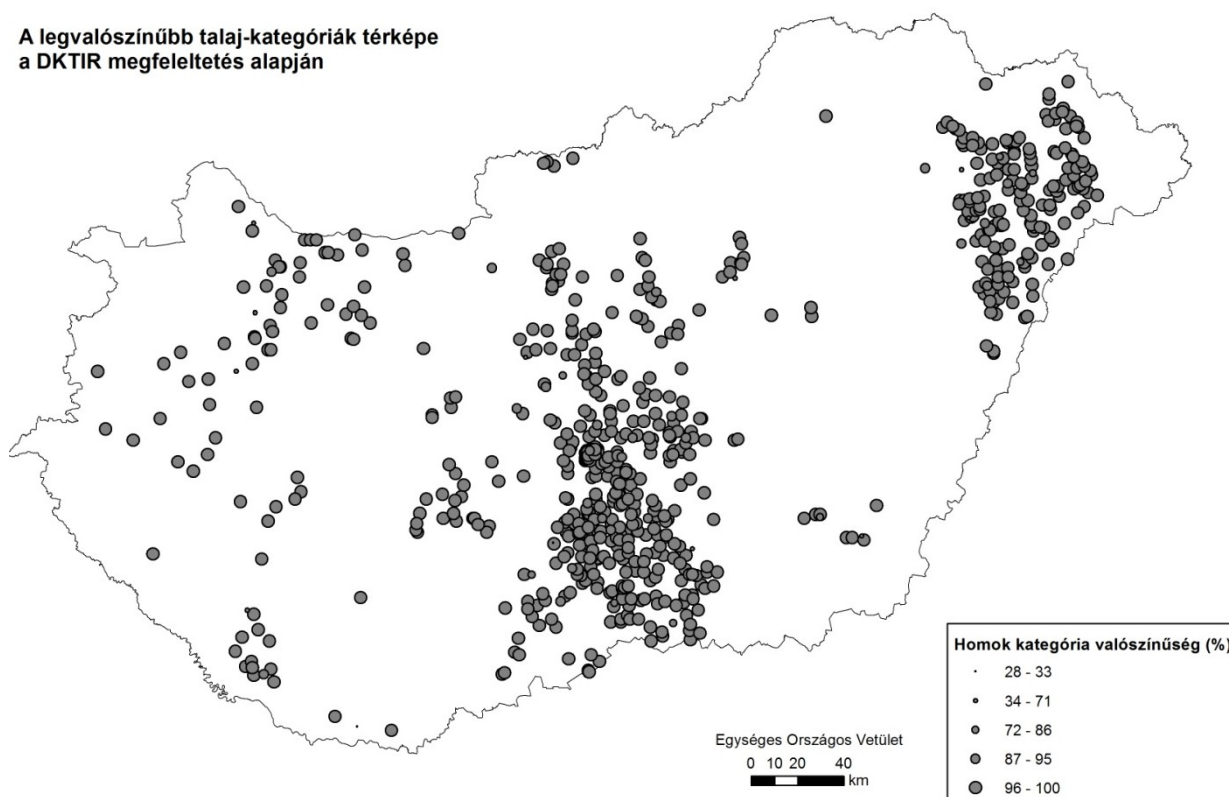 A legvalószínűbb talaj-kategóriák térképe
a DKTIR megfeleltetés alapján
Egységes Országos Vetület
0 10 20 40
km
Homok kategória valószínűség (%)
28 - 33
34 - 71
72 - 86
87 - 95
96 - 100